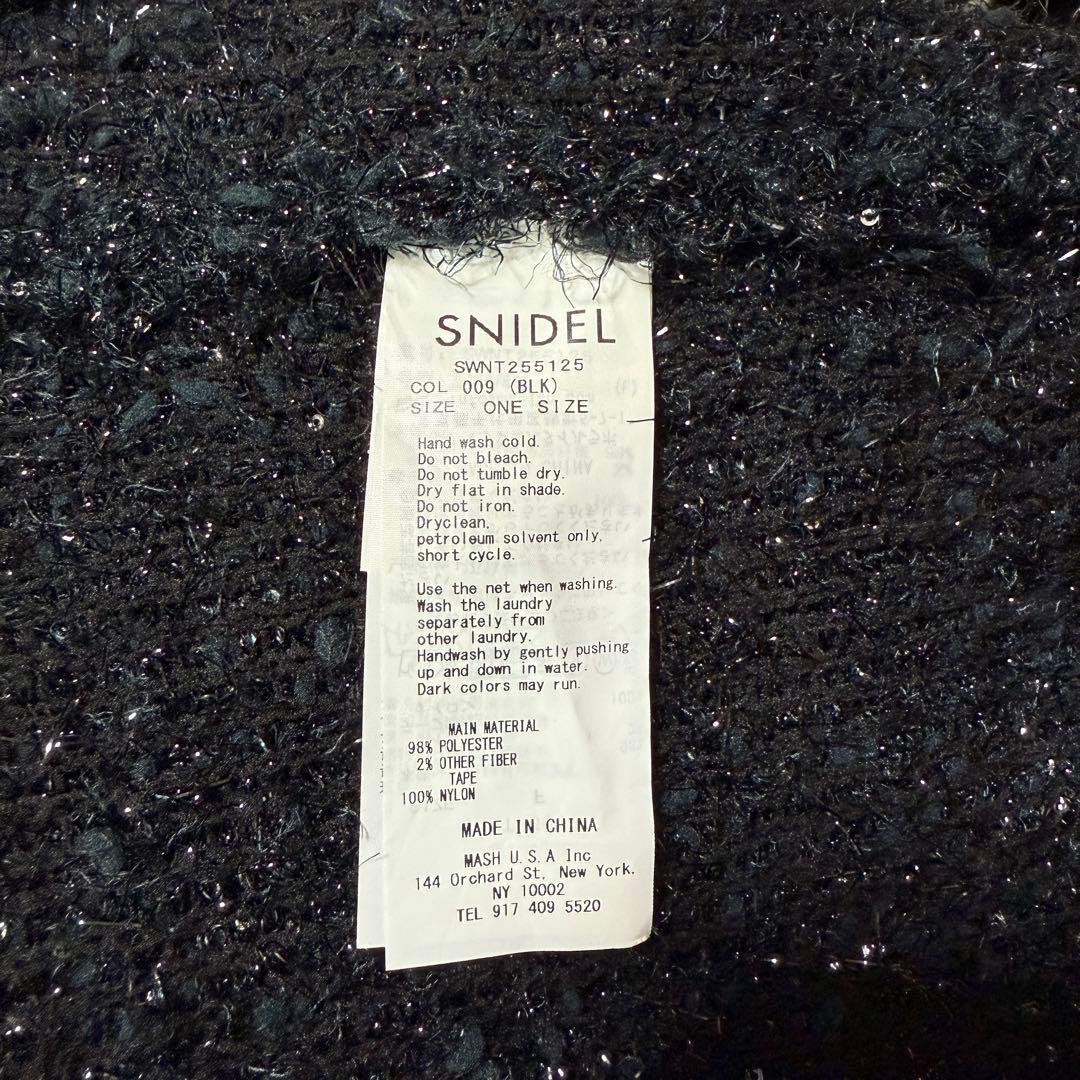 SNIDEL
SWNT255125
COL 009 (BLK)
SIZE ONE SIZE
Hand wash cold.
Do not bleach.
Do not tumble dry.
Dry flat in shade.
Do not iron.
Dryclean,
petroleum solvent only,
short cycle.
Use the net when washing.
Wash the laundry
separately from
other laundry.
Handwash by gently pushing
up and down in water.
Dark colors may run.
MAIN MATERIAL
98% POLYESTER
2% OTHER FIBER
TAPE
100% NYLON
MADE IN CHINA
MASH U.S.A Inc
144 Orchard St, New York,
NY 10002
TEL 917 409 5520